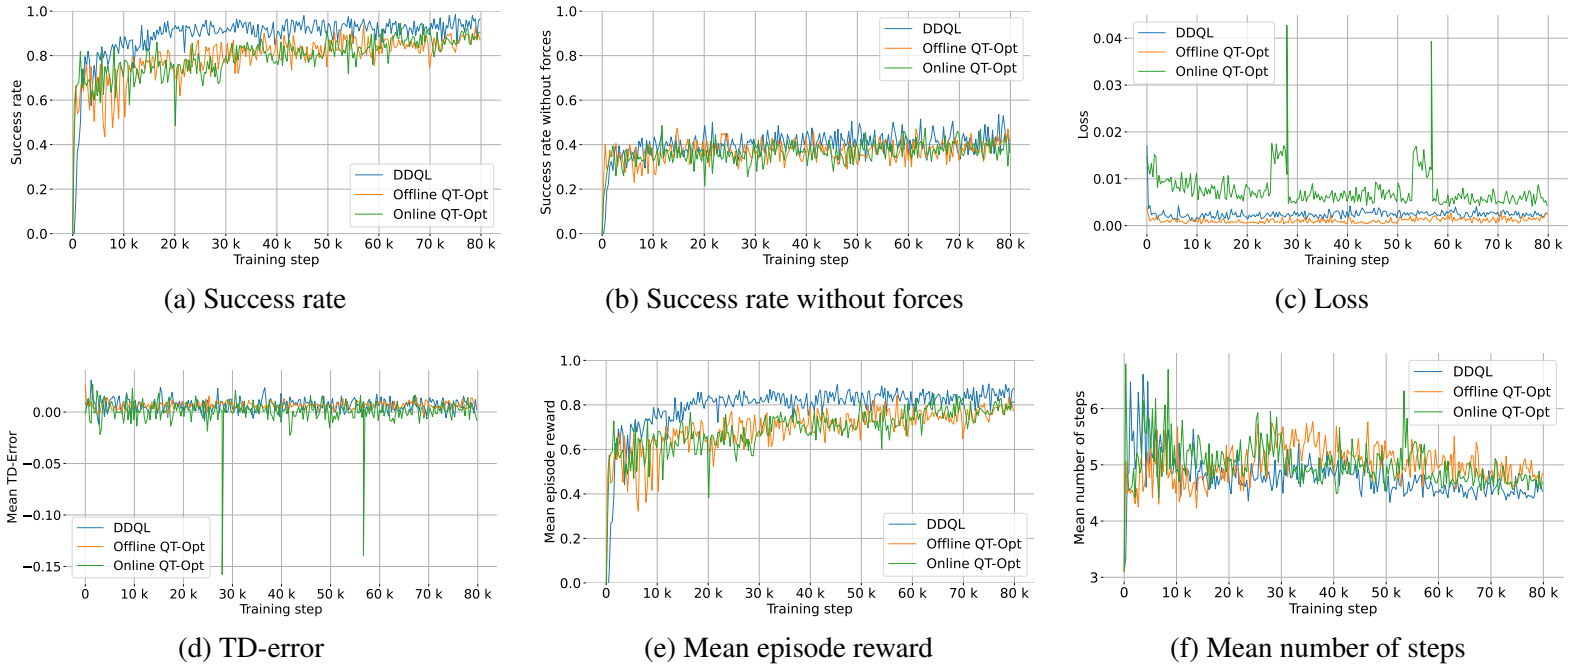 1.0
0.8
0.6
0.4
0.2
0.0
Success rate
DDQL
Offline QT-Opt
Online QT-Opt
0 10 k 20 k 30 k 40 k 50 k 60 k 70 k 80 k
Training step
(a) Success rate
1.0
0.8
0.6
0.4
0.2
0.0
Success rate without forces
DDQL
Offline QT-Opt
Online QT-Opt
0 10 k 20 k 30 k 40 k 50 k 60 k 70 k 80 k
Training step
(b) Success rate without forces
0.04
0.03
0.02
0.01
0.00
Loss
DDQL
Offline QT-Opt
Online QT-Opt
0 10 k 20 k 30 k 40 k 50 k 60 k 70 k 80 k
Training step
(c) Loss
0.00
−0.05
−0.10
−0.15
Mean TD-Error
DDQL
Offline QT-Opt
Online QT-Opt
0 10 k 20 k 30 k 40 k 50 k 60 k 70 k 80 k
Training step
(d) TD-error
1.0
0.8
0.6
0.4
0.2
0.0
Mean episode reward
DDQL
Offline QT-Opt
Online QT-Opt
0 10 k 20 k 30 k 40 k 50 k 60 k 70 k 80 k
Training step
(e) Mean episode reward
6
5
4
3
Mean number of steps
DDQL
Offline QT-Opt
Online QT-Opt
0 10 k 20 k 30 k 40 k 50 k 60 k 70 k 80 k
Training step
(f) Mean number of steps